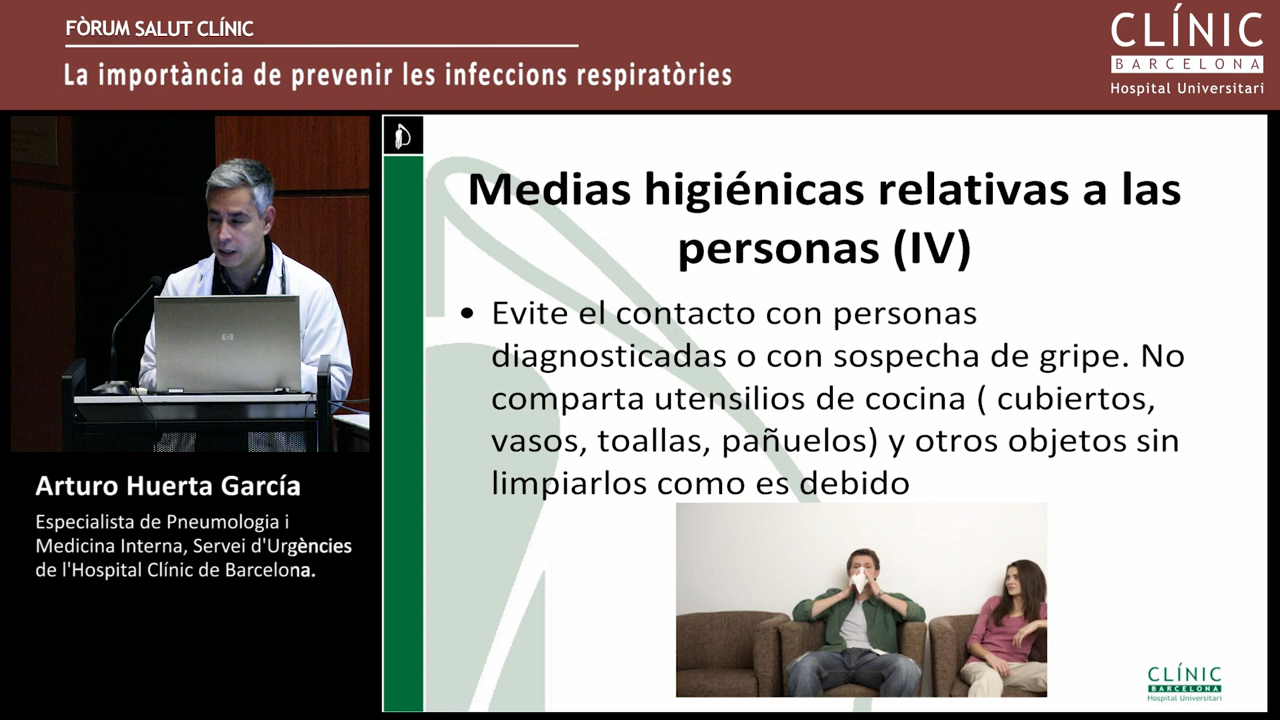 FÒRUM SALUT CLÍNIC
La importància de prevenir les infeccions respiratòries
CLÍNIC
BARCELONA
Hospital Universitari
Medias higiénicas relativas a las
personas (IV)
• Evite el contacto con personas
diagnosticadas o con sospecha de gripe. No
comparta utensilios de cocina ( cubiertos,
vasos, toallas, pañuelos) y otros objetos sin
limpiarlos como es debido
hp
Arturo Huerta García
Especialista de Pneumologia i
Medicina Interna, Servei d'Urgències
de l'Hospital Clínic de Barcelona.
CLÍNIC
BARCELONA
Hospital Universitari